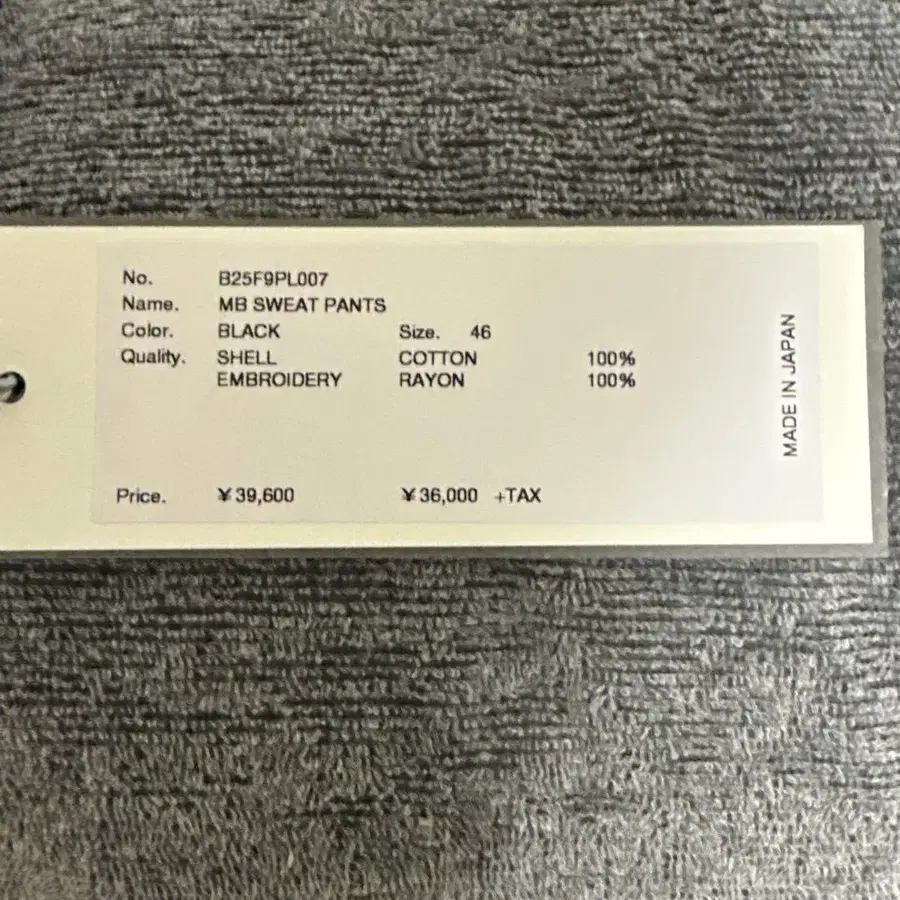 No. B25F9PL007
Name. MB SWEAT PANTS
Color. BLACK Size. 46
Quality. SHELL COTTON 100%
EMBROIDERY RAYON 100%
Price. ¥39,600 ¥36,000 +TAX
MADE IN JAPAN